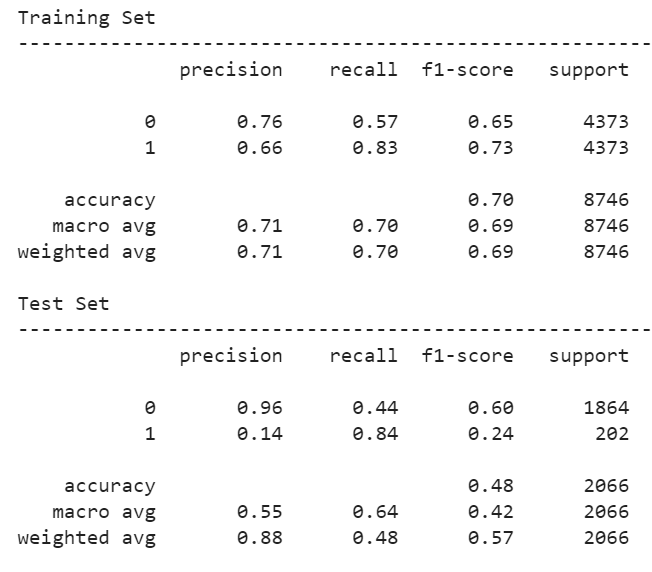 Training Set
-------------------------------------------------------
              precision    recall  f1-score   support

           0       0.76      0.57      0.65      4373
           1       0.66      0.83      0.73      4373

    accuracy                           0.70      8746
   macro avg       0.71      0.70      0.69      8746
weighted avg       0.71      0.70      0.69      8746

Test Set
-------------------------------------------------------
              precision    recall  f1-score   support

           0       0.96      0.44      0.60      1864
           1       0.14      0.84      0.24       202

    accuracy                           0.48      2066
   macro avg       0.55      0.64      0.42      2066
weighted avg       0.88      0.48      0.57      2066